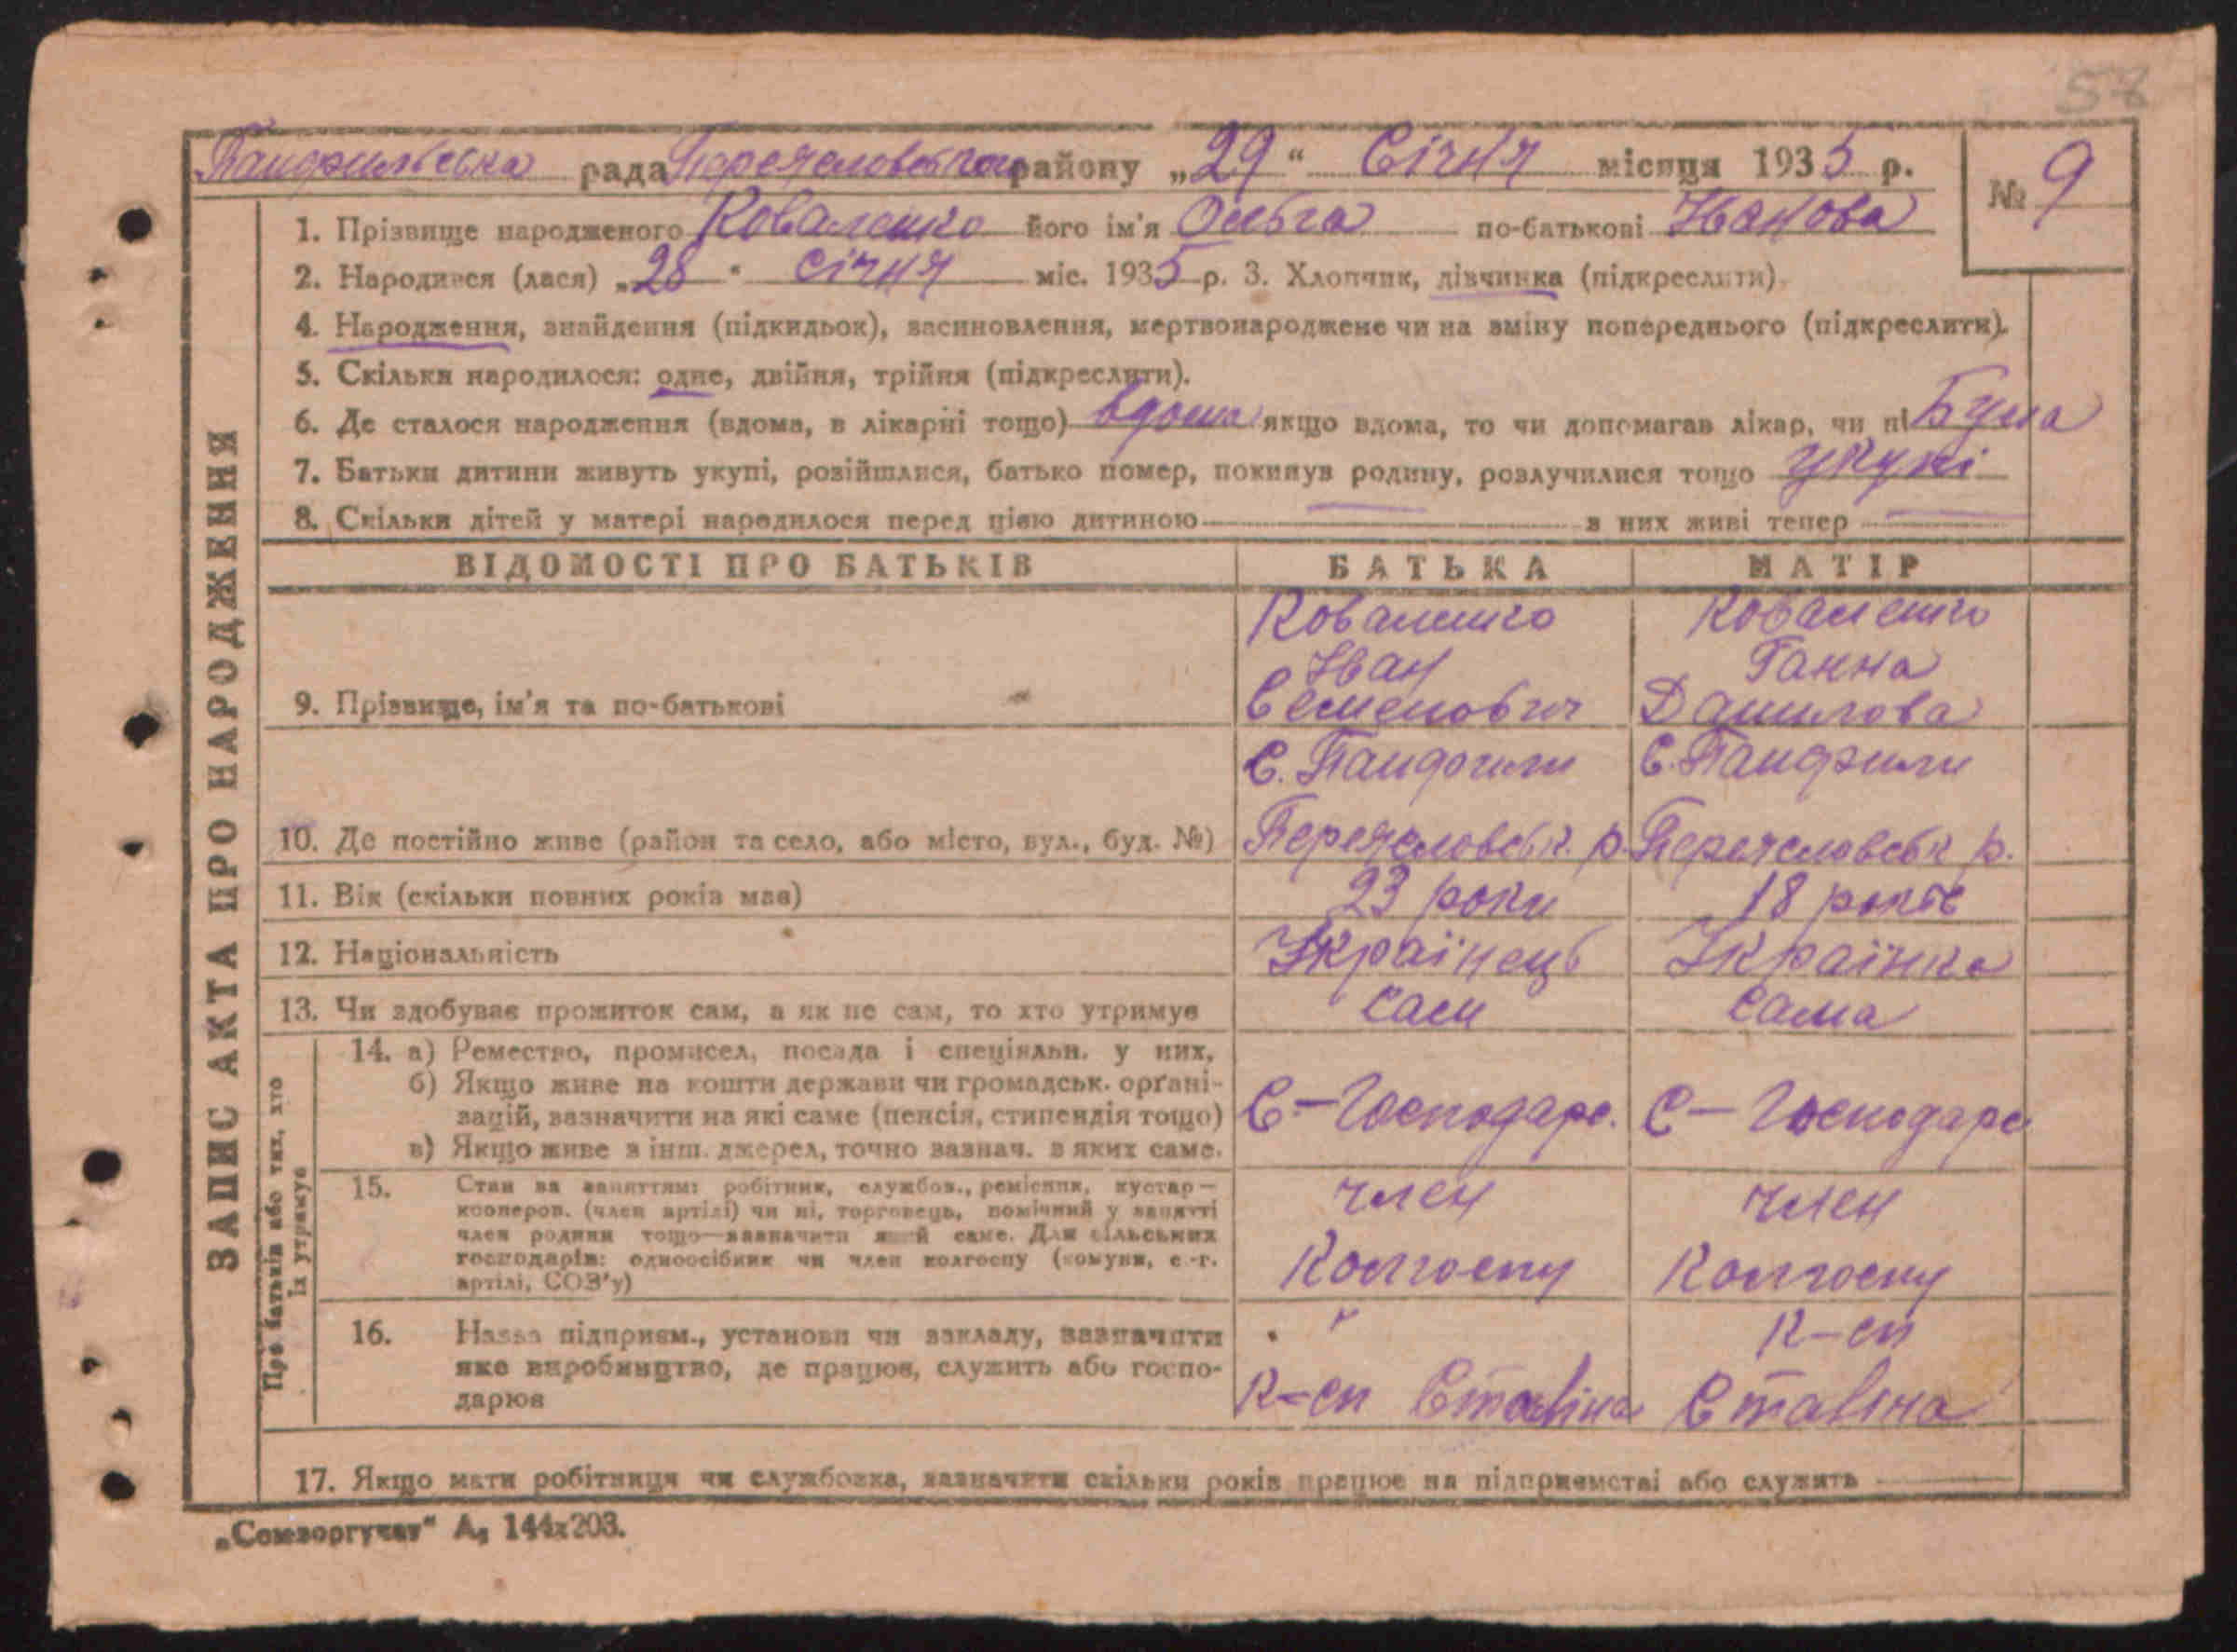 58
Панфильська рада Переяславського району „29“ Січня місяця 1935 р.
№ 9
ЗАПИС АКТА ПРО НАРОДЖЕННЯ
1. Прізвище народженого Коваленко його ім'я Ольга по-батькові Іванова
2. Народився (лася) „28“ січня міс. 1935 р. 3. Хлопчик, дівчинка (підкреслити).
4. Народження, знайдення (підкидьок), засиновлення, мертвонароджене чи на зміну попереднього (підкреслити).
5. Скільки народилося: одне, двійня, трійня (підкреслити).
6. Де сталося народження (вдома, в лікарні тощо) вдома якщо вдома, то чи допомагав лікар, чи ні
7. Батьки дитини живуть укупі, розійшлися, батько помер, покинув родину, розлучилися тощо укупі
8. Скільки дітей у матері народилося перед цією дитиною — з них живі тепер —
ВІДОМОСТІ ПРО БАТЬКІВ БАТЬКА МАТІР
Коваленко Коваленко
Іван Ганна
9. Прізвище, ім'я та по-батькові Семенович Данилова
с. Панфили с. Панфили
10. Де постійно живе (район та село, або місто, вул., буд. №) Переяславськ. р. Переяславськ р.
11. Вік (скільки повних років має) 23 роки 18 років
12. Національність Українець Українка
13. Чи здобуває прожиток сам, а як не сам, то хто утримує Сам Сама
Про батьків або тих, хто їх утримує
14. а) Ремество, промисел, посада і спеціяльн. у них,
б) Якщо живе на кошти держави чи громадськ. орґані-
зацій, зазначити на які саме (пенсія, стипендія тощо) С-Господарс. С-Господарс
в) Якщо живе з інш. джерел, точно зазнач. з яких саме.
15. Стан за заняттям: робітник, службов., ремісник, кустар— член член
кооперов. (член артілі) чи ні, торговець, помічний у занятті
член родини тощо—зазначити який саме. Для сільських
господарів: одноосібник чи член колгоспу (комуни, с.-г. Колгоспу Колгоспу
артілі, СОЗ'у)
16. Назва підприєм., установи чи закладу, зазначити К-сп
яке виробництво, де працює, служить або госпо-
дарює К-сп Сталіна Сталіна
17. Якщо мати робітниця чи службовка, зазначити скільки років працює на підприємстві або служить —
„Союзоргучет“ А₅ 144х203.